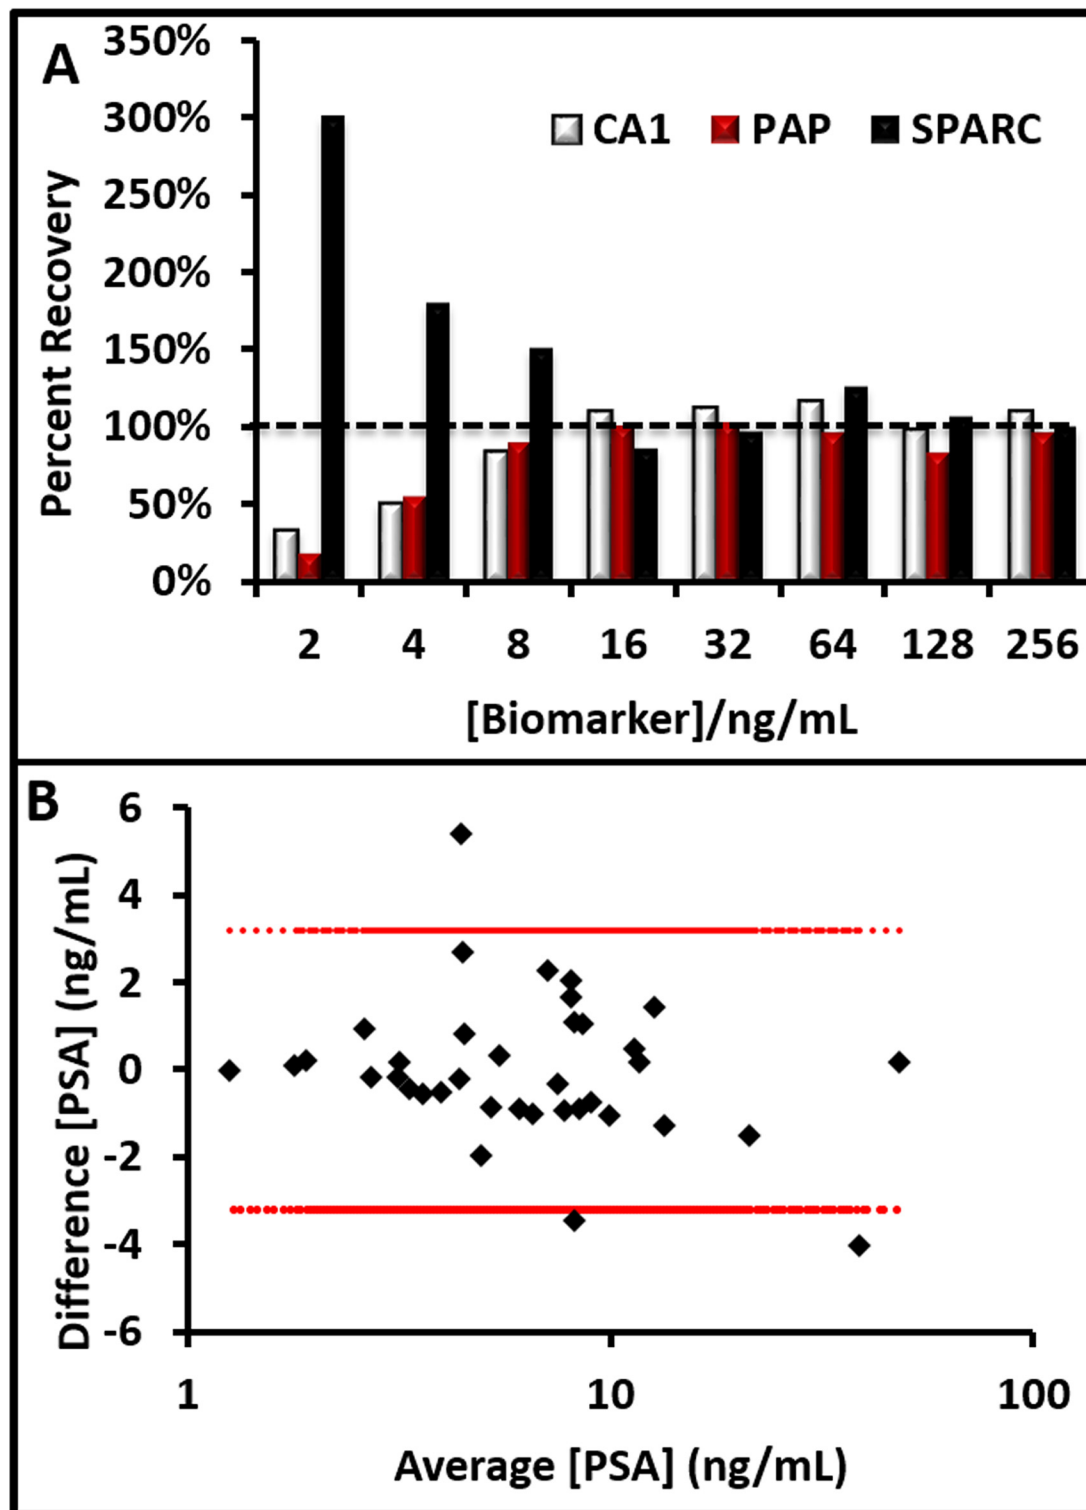 A
350%
300%
250%
200%
150%
100%
50%
0%
Percent Recovery
CA1 PAP SPARC
2 4 8 16 32 64 128 256
[Biomarker]/ng/mL
B
6
4
2
0
-2
-4
-6
Difference [PSA] (ng/mL)
1 10 100
Average [PSA] (ng/mL)